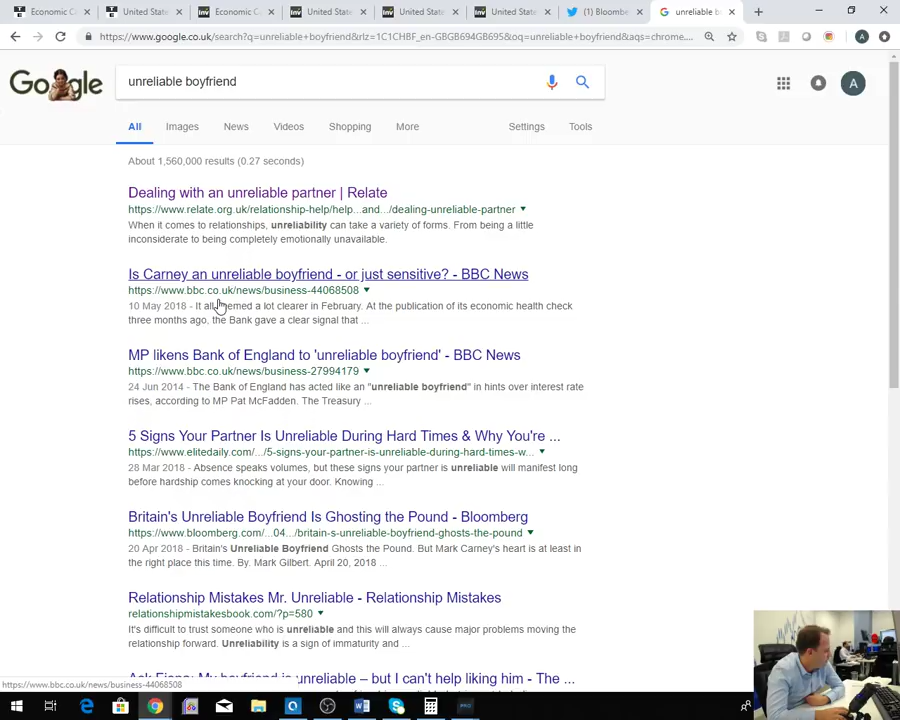 Economic C
United State
Economic C
United State
United State
United State
(1) Bloombe
unreliable b
https://www.google.co.uk/search?q=unreliable+boyfriend&rlz=1C1CHBF_en-GBGB694GB695&oq=unreliable+boyfriend&aqs=chrome....
Google
unreliable boyfriend
A
All Images News Videos Shopping More Settings Tools
About 1,560,000 results (0.27 seconds)
Dealing with an unreliable partner | Relate
https://www.relate.org.uk/relationship-help/help...and.../dealing-unreliable-partner
When it comes to relationships, unreliability can take a variety of forms. From being a little
inconsiderate to being completely emotionally unavailable.
Is Carney an unreliable boyfriend - or just sensitive? - BBC News
https://www.bbc.co.uk/news/business-44068508
10 May 2018 - It all seemed a lot clearer in February. At the publication of its economic health check
three months ago, the Bank gave a clear signal that ...
MP likens Bank of England to 'unreliable boyfriend' - BBC News
https://www.bbc.co.uk/news/business-27994179
24 Jun 2014 - The Bank of England has acted like an "unreliable boyfriend" in hints over interest rate
rises, according to MP Pat McFadden. The Treasury ...
5 Signs Your Partner Is Unreliable During Hard Times & Why You're ...
https://www.elitedaily.com/.../5-signs-your-partner-is-unreliable-during-hard-times-w...
28 Mar 2018 - Absence speaks volumes, but these signs your partner is unreliable will manifest long
before hardship comes knocking at your door. Knowing ...
Britain's Unreliable Boyfriend Is Ghosting the Pound - Bloomberg
https://www.bloomberg.com/...04.../britain-s-unreliable-boyfriend-ghosts-the-pound
20 Apr 2018 - Britain's Unreliable Boyfriend Ghosts the Pound. But Mark Carney's heart is at least in
the right place this time. By. Mark Gilbert. April 20, 2018 ...
Relationship Mistakes Mr. Unreliable - Relationship Mistakes
relationshipmistakesbook.com/?p=580
It's difficult to trust someone who is unreliable and this will always cause major problems moving the
relationship forward. Unreliability is a sign of immaturity and ...
Ask Fiona: My boyfriend is unreliable – but I can't help liking him - The ...
https://www.bbc.co.uk/news/business-44068508